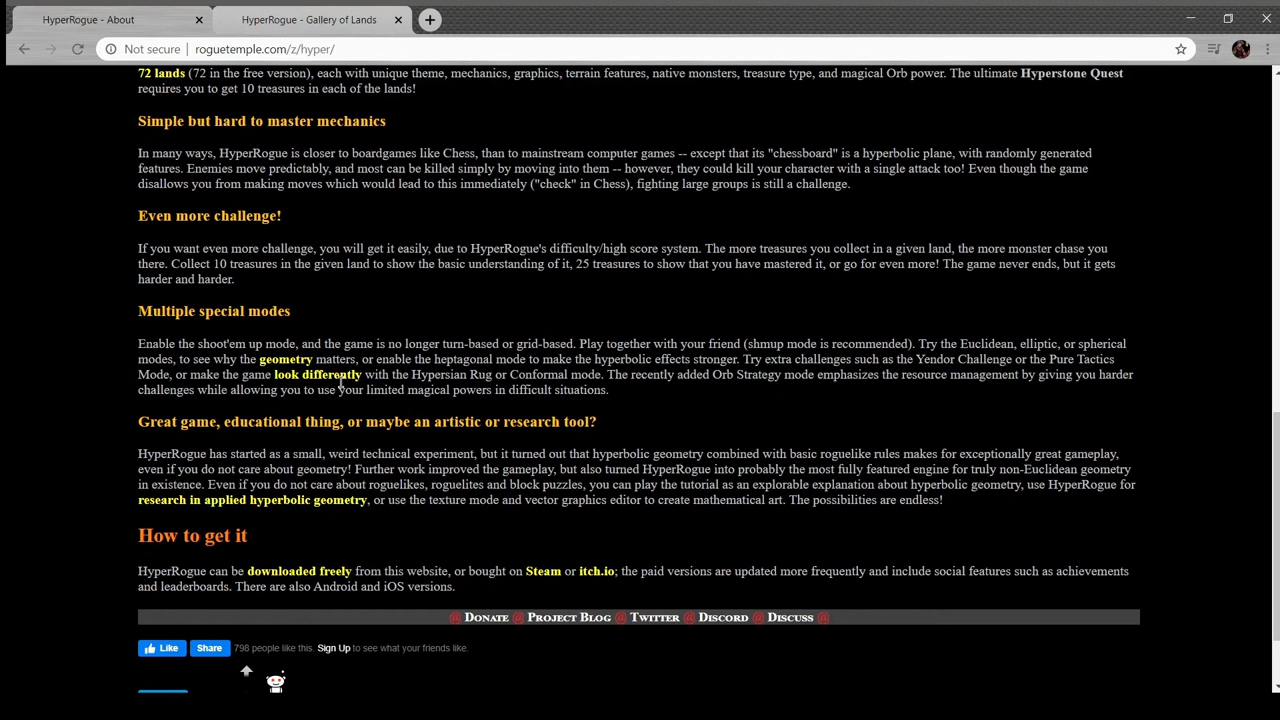 HyperRogue - About
HyperRogue - Gallery of Lands
Not secure roguetemple.com/z/hyper/
72 lands (72 in the free version), each with unique theme, mechanics, graphics, terrain features, native monsters, treasure type, and magical Orb power. The ultimate Hyperstone Quest
requires you to get 10 treasures in each of the lands!
Simple but hard to master mechanics
In many ways, HyperRogue is closer to boardgames like Chess, than to mainstream computer games -- except that its "chessboard" is a hyperbolic plane, with randomly generated
features. Enemies move predictably, and most can be killed simply by moving into them -- however, they could kill your character with a single attack too! Even though the game
disallows you from making moves which would lead to this immediately ("check" in Chess), fighting large groups is still a challenge.
Even more challenge!
If you want even more challenge, you will get it easily, due to HyperRogue's difficulty/high score system. The more treasures you collect in a given land, the more monster chase you
there. Collect 10 treasures in the given land to show the basic understanding of it, 25 treasures to show that you have mastered it, or go for even more! The game never ends, but it gets
harder and harder.
Multiple special modes
Enable the shoot'em up mode, and the game is no longer turn-based or grid-based. Play together with your friend (shmup mode is recommended). Try the Euclidean, elliptic, or spherical
modes, to see why the geometry matters, or enable the heptagonal mode to make the hyperbolic effects stronger. Try extra challenges such as the Yendor Challenge or the Pure Tactics
Mode, or make the game look differently with the Hypersian Rug or Conformal mode. The recently added Orb Strategy mode emphasizes the resource management by giving you harder
challenges while allowing you to use your limited magical powers in difficult situations.
Great game, educational thing, or maybe an artistic or research tool?
HyperRogue has started as a small, weird technical experiment, but it turned out that hyperbolic geometry combined with basic roguelike rules makes for exceptionally great gameplay,
even if you do not care about geometry! Further work improved the gameplay, but also turned HyperRogue into probably the most fully featured engine for truly non-Euclidean geometry
in existence. Even if you do not care about roguelikes, roguelites and block puzzles, you can play the tutorial as an explorable explanation about hyperbolic geometry, use HyperRogue for
research in applied hyperbolic geometry, or use the texture mode and vector graphics editor to create mathematical art. The possibilities are endless!
How to get it
HyperRogue can be downloaded freely from this website, or bought on Steam or itch.io; the paid versions are updated more frequently and include social features such as achievements
and leaderboards. There are also Android and iOS versions.
@ DONATE @ PROJECT BLOG @ TWITTER @ DISCORD @ DISCUSS @
Like Share 798 people like this. Sign Up to see what your friends like.